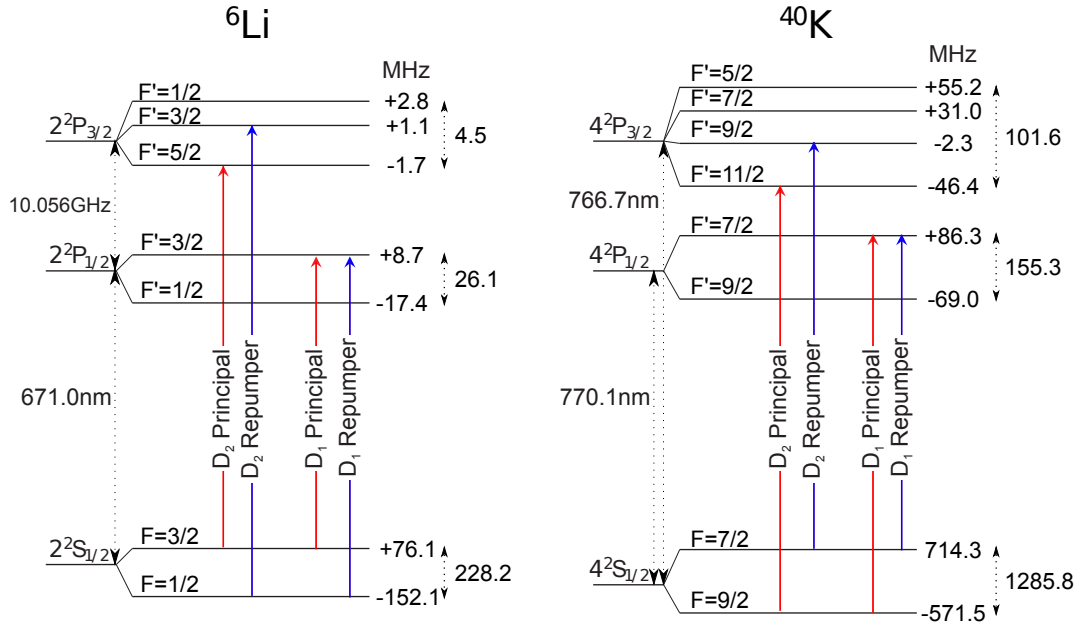 ⁶Li
MHz
F'=1/2
+2.8
F'=3/2
2²P₃/₂
+1.1
4.5
F'=5/2
-1.7
10.056GHz
F'=3/2
+8.7
2²P₁/₂
26.1
F'=1/2
-17.4
671.0nm
D₂ Principal
D₂ Repumper
D₁ Principal
D₁ Repumper
F=3/2
+76.1
2²S₁/₂
228.2
F=1/2
-152.1
⁴⁰K
MHz
F'=5/2
+55.2
F'=7/2
+31.0
4²P₃/₂
F'=9/2
-2.3
101.6
F'=11/2
-46.4
766.7nm
F'=7/2
+86.3
4²P₁/₂
155.3
F'=9/2
-69.0
770.1nm
D₂ Principal
D₂ Repumper
D₁ Principal
D₁ Repumper
F=7/2
714.3
4²S₁/₂
1285.8
F=9/2
-571.5